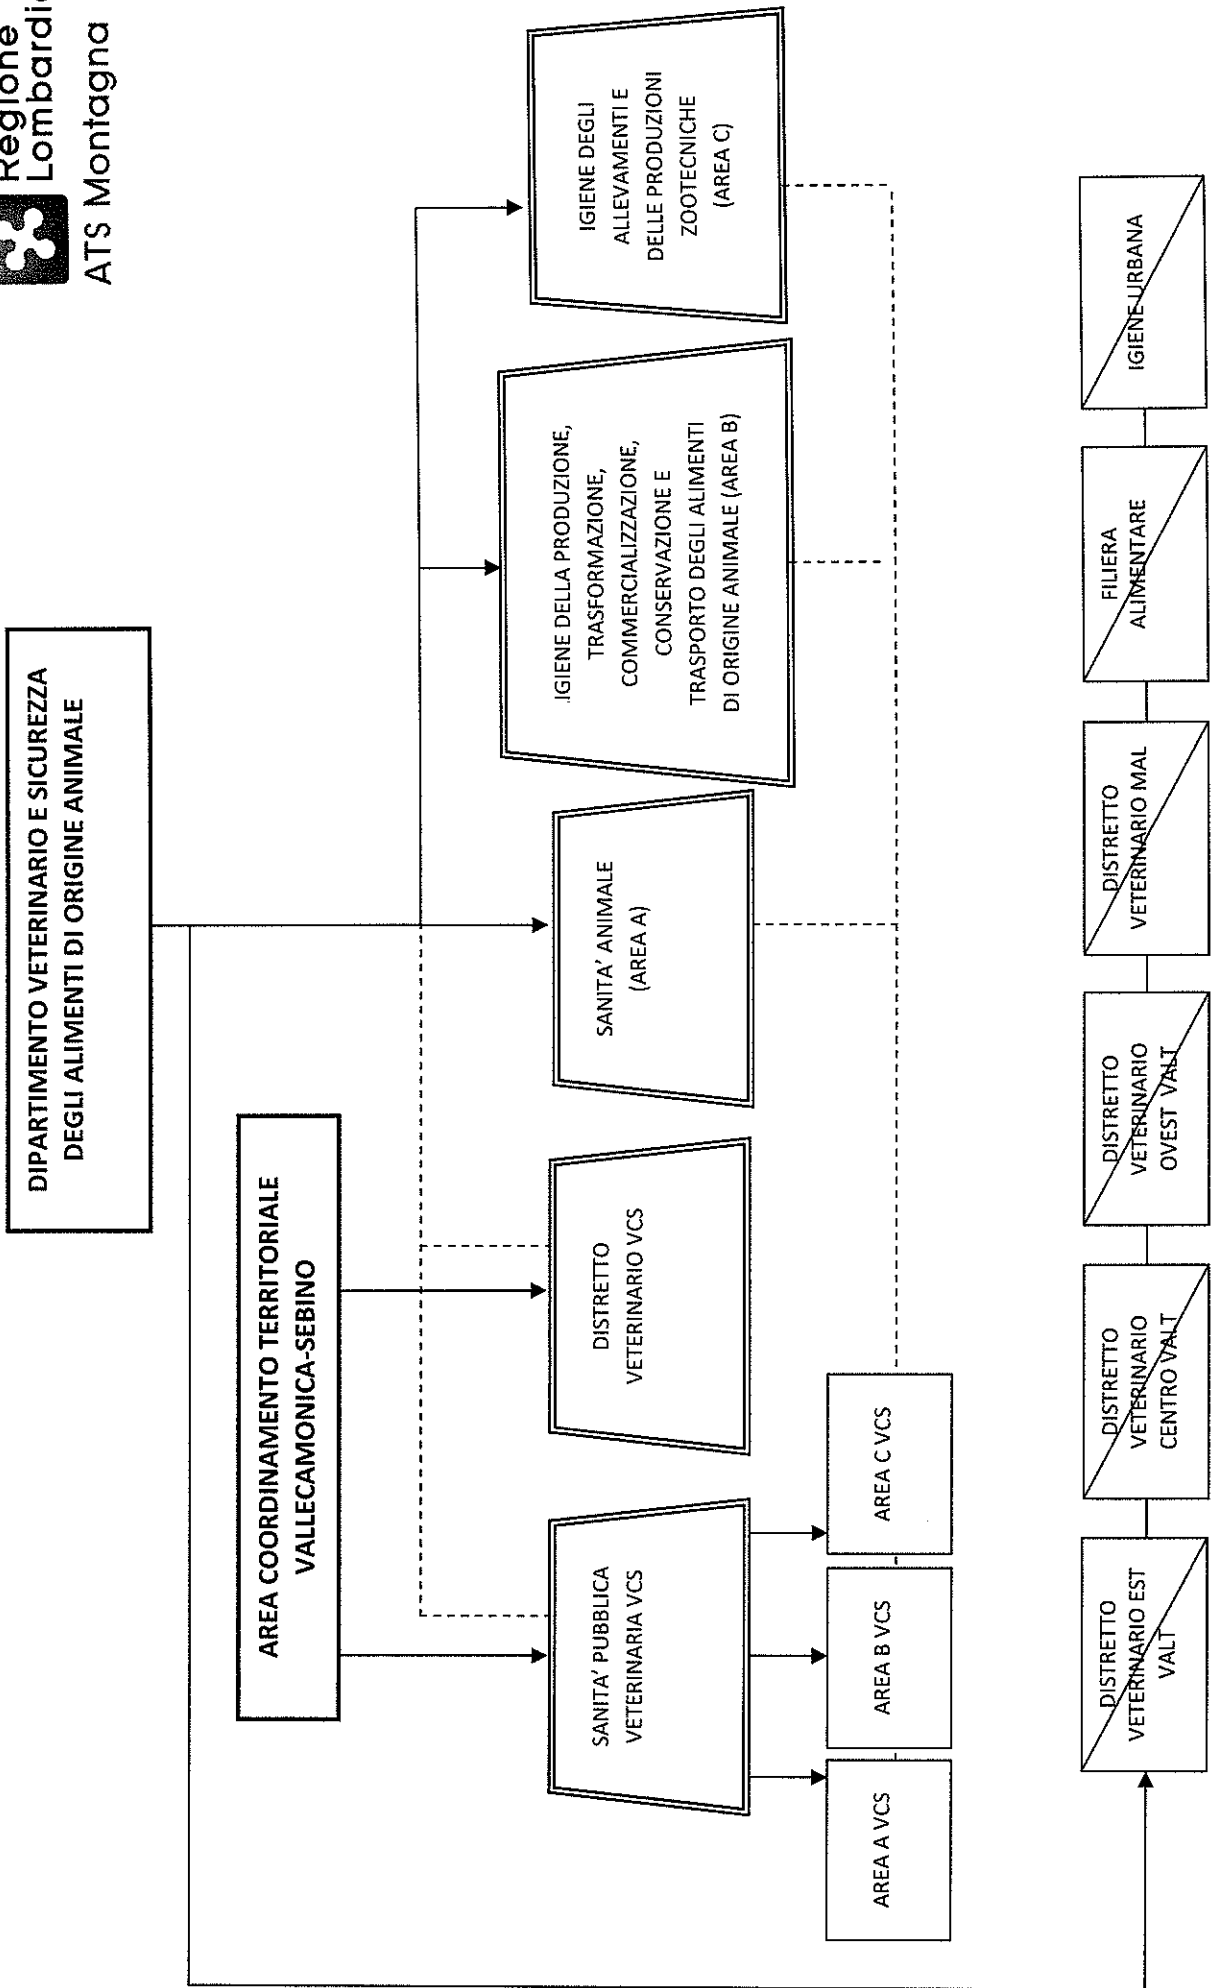 Regione
ATS Montagna
DIPARTIMENTO VETERINARIO E SICUREZZA
DEGLI ALIMENTI DI ORIGINE ANIMALE
AREA COORDINAMENTO TERRITORIALE
VALLECAMONICA-SEBINO
SANITA' PUBBLICA
VETERINARIA VCS
DISTRETTO
VETERINARIO VCS
SANITA' ANIMALE
(AREA A)
IGIENE DELLA PRODUZIONE,
TRASFORMAZIONE,
COMMERCIALIZZAZIONE,
CONSERVAZIONE E
TRASPORTO DEGLI ALIMENTI
DI ORIGINE ANIMALE (AREA B)
IGIENE DEGLI
ALLEVAMENTI E
DELLE PRODUZIONI
ZOOTECNICHE
(AREA C)
AREA A VCS
AREA B VCS
AREA C VCS
DISTRETTO
VETERINARIO EST
VALT
DISTRETTO
VETERINARIO
CENTRO VALT
DISTRETTO
VETERINARIO
OVEST VALT
DISTRETTO
VETERINARIO MAL
FILIERA
ALIMENTARE
IGIENE URBANA